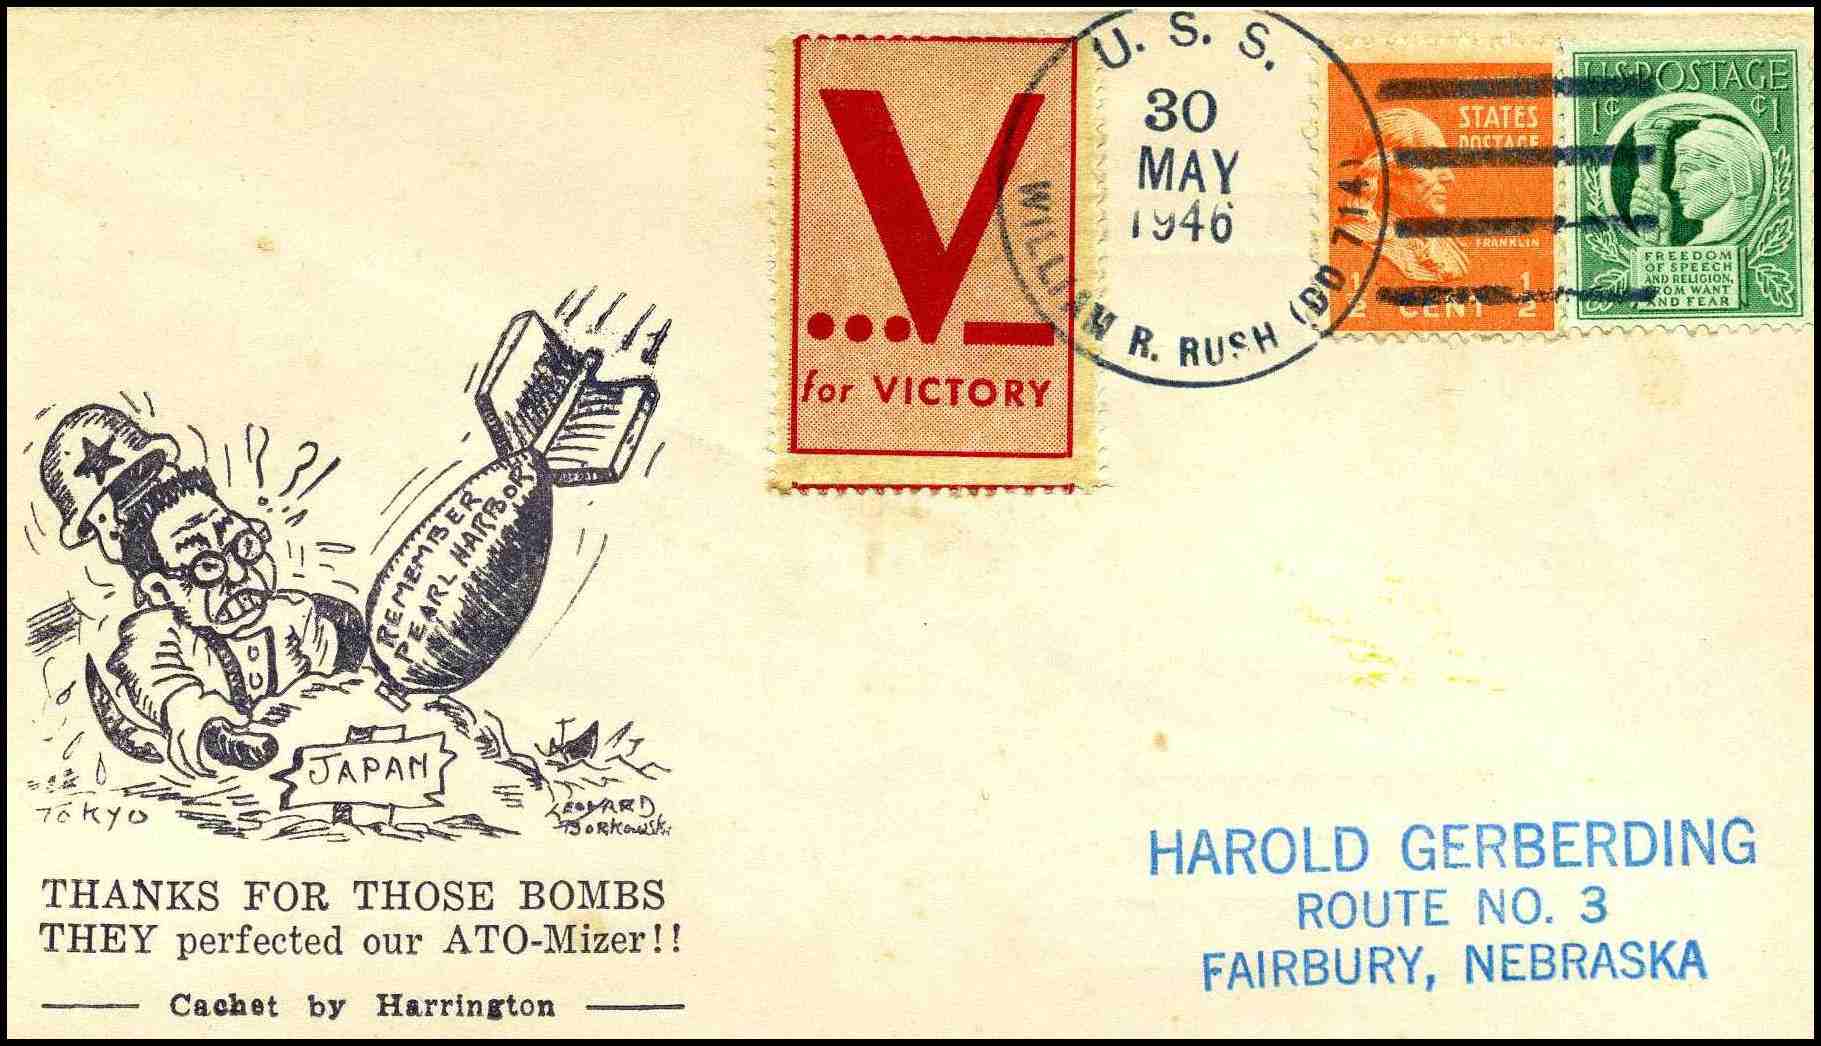 V
...—
for VICTORY
U. S. S.
30
MAY
1946
WILLIAM R. RUSH (DD 714)
STATES
POSTAGE
FRANKLIN
1/2 CENT 1/2
U.S. POSTAGE
1¢ ¢1
FREEDOM
OF SPEECH
AND RELIGION,
FROM WANT
AND FEAR
! ? ? !
REMEMBER
PEARL HARBOR
JAPAN
TOKYO
LEONARD
BORKOWSKI
THANKS FOR THOSE BOMBS
THEY perfected our ATO-Mizer!!
Cachet by Harrington
HAROLD GERBERDING
ROUTE NO. 3
FAIRBURY, NEBRASKA